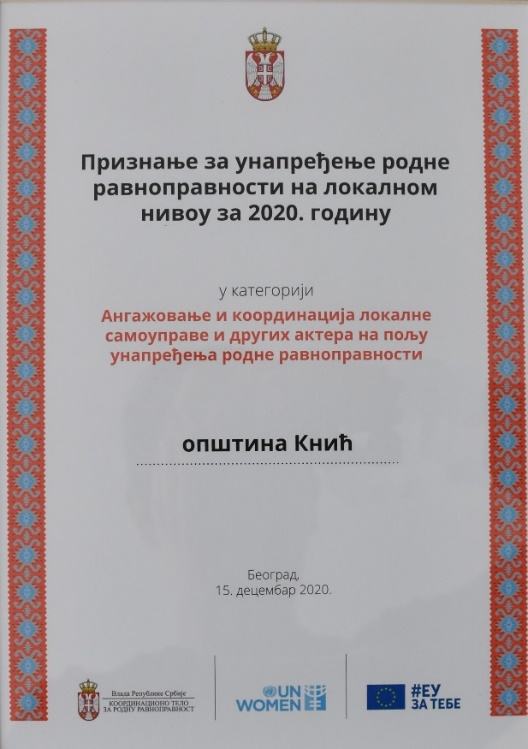 Признање за унапређење родне
равноправности на локалном
нивоу за 2020. годину
у категорији
Ангажовање и координација локалне
самоуправе и других актера на пољу
унапређења родне равноправности
општина Кнић
Београд,
15. децембар 2020.
Влада Републике Србије
КООРДИНАЦИОНО ТЕЛО
ЗА РОДНУ РАВНОПРАВНОСТ
UN
WOMEN
#ЕУ
ЗА ТЕБЕ